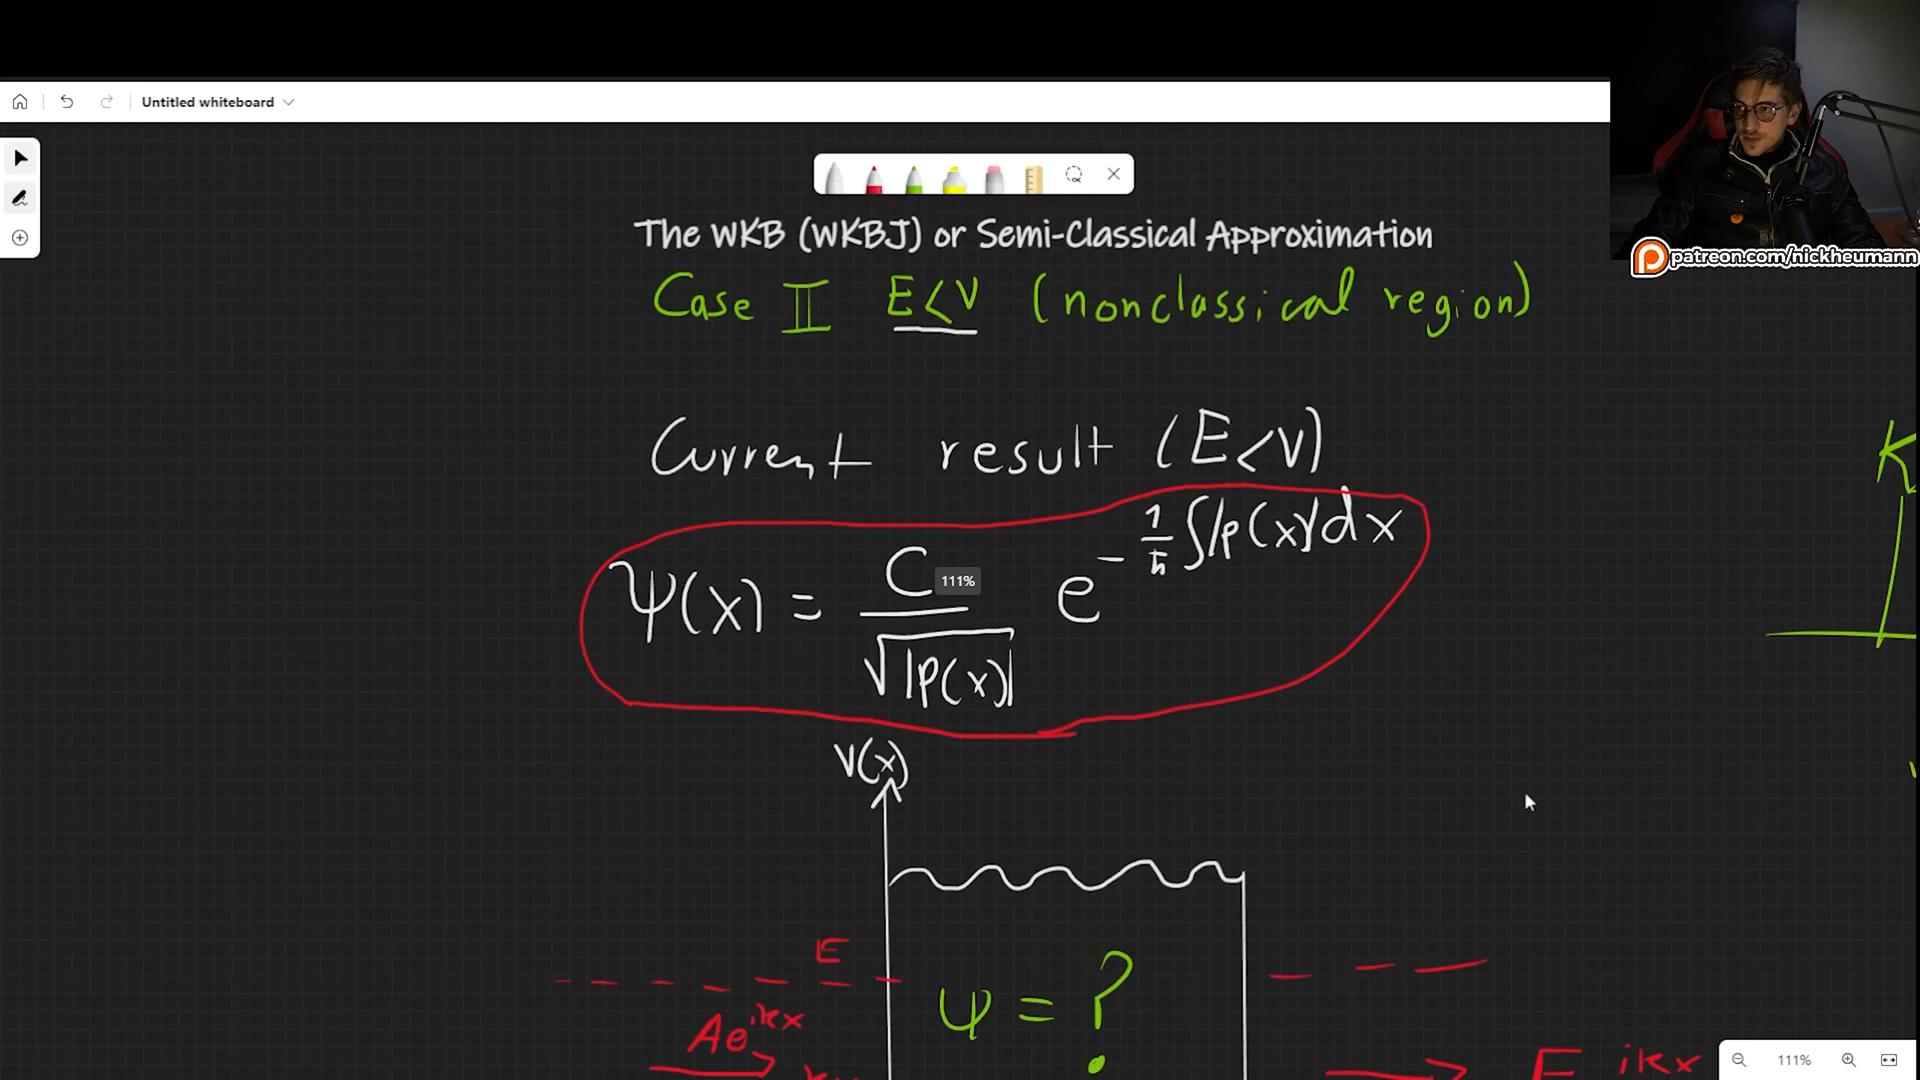 Untitled whiteboard
patreon.com/nickheumann
The WKB (WKBJ) or Semi-Classical Approximation
Case II E<V (nonclassical region)
Current result (E<V)
K
ψ(x) = C/√|p(x)| e^{-1/ħ ∫|p(x)|dx}
111%
V(x)
E
ψ = ?
Ae^{ikx}
F ikx
111%